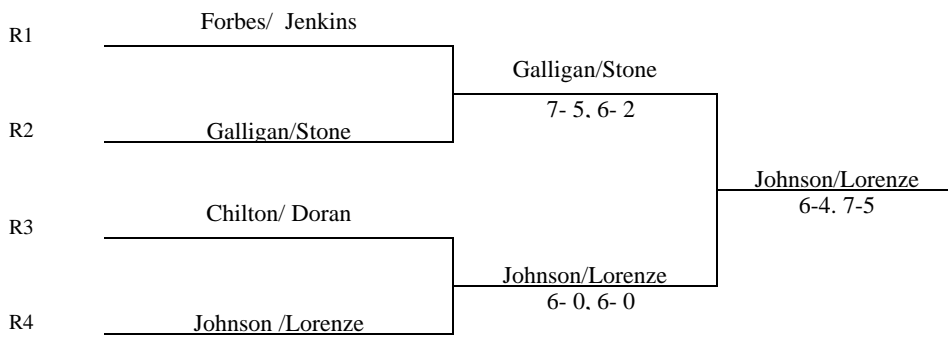 R1
Forbes/ Jenkins
Galligan/Stone
7- 5, 6- 2
R2
Galligan/Stone
Johnson/Lorenze
6-4. 7-5
R3
Chilton/ Doran
Johnson/Lorenze
6- 0, 6- 0
R4
Johnson /Lorenze